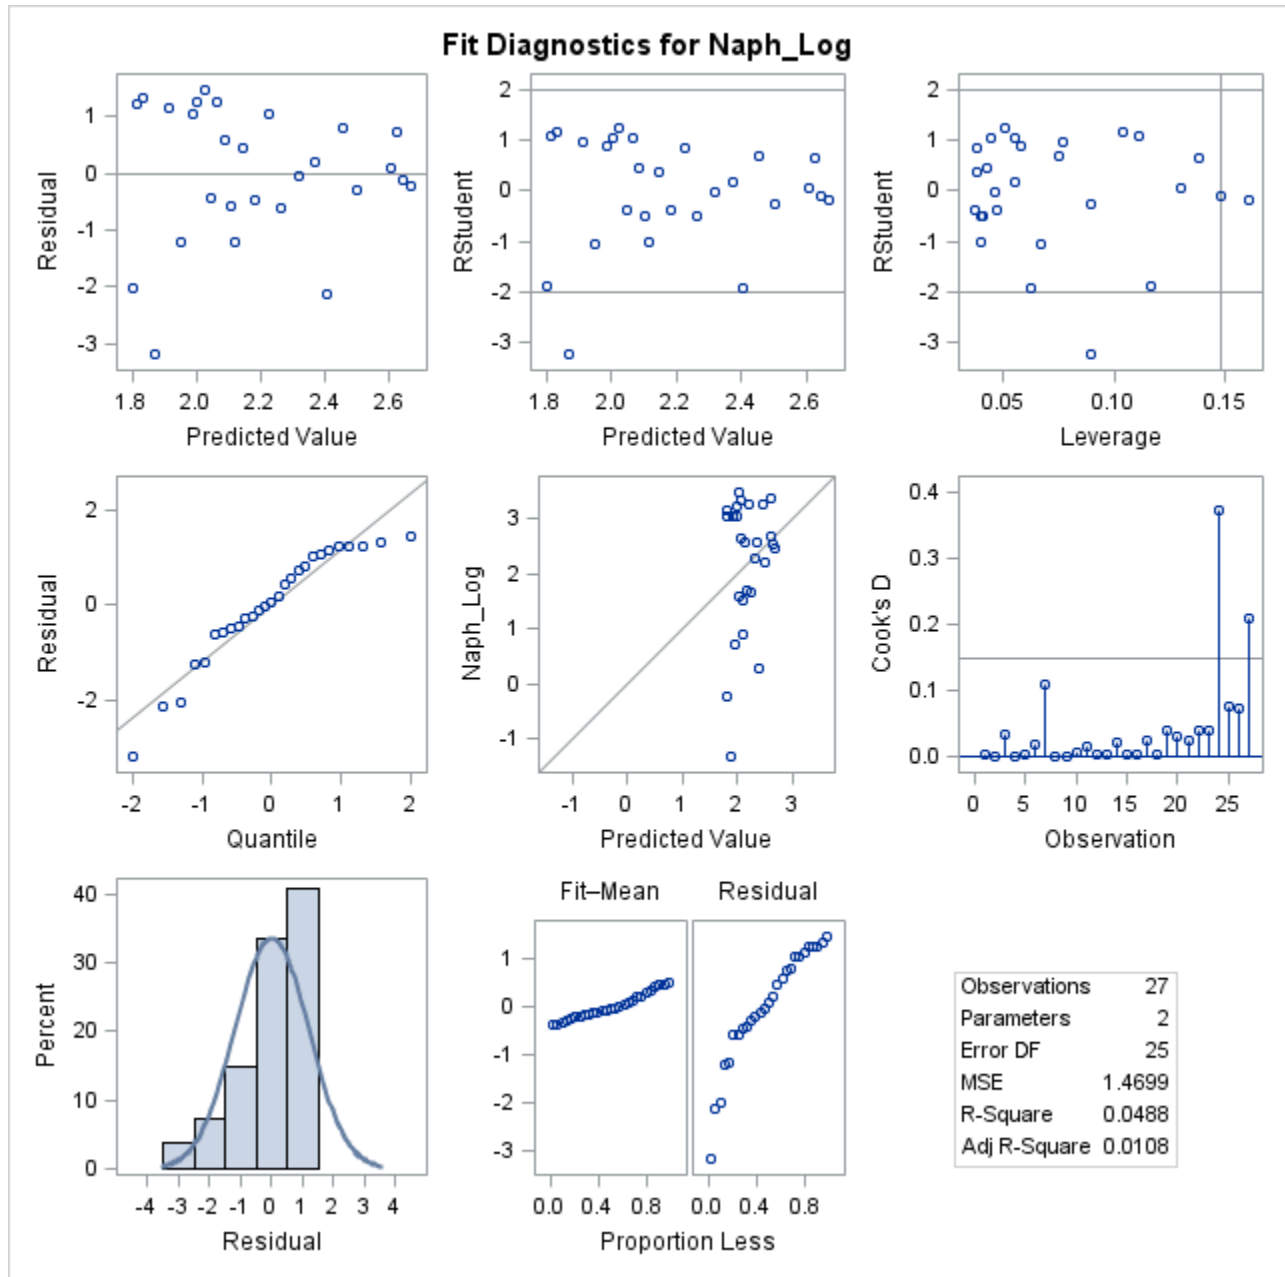 Fit Diagnostics for Naph_Log
Residual
1
0
-1
-2
-3
1.8 2.0 2.2 2.4 2.6
Predicted Value
RStudent
2
1
0
-1
-2
-3
1.8 2.0 2.2 2.4 2.6
Predicted Value
RStudent
2
1
0
-1
-2
-3
0.05 0.10 0.15
Leverage
Residual
2
0
-2
-2 -1 0 1 2
Quantile
Naph_Log
3
2
1
0
-1
-1 0 1 2 3
Predicted Value
Cook's D
0.4
0.3
0.2
0.1
0.0
0 5 10 15 20 25
Observation
Percent
40
30
20
10
0
-4 -3 -2 -1 0 1 2 3 4
Residual
Fit–Mean Residual
1
0
-1
-2
-3
0.0 0.4 0.8 0.0 0.4 0.8
Proportion Less
Observations 27
Parameters 2
Error DF 25
MSE 1.4699
R-Square 0.0488
Adj R-Square 0.0108